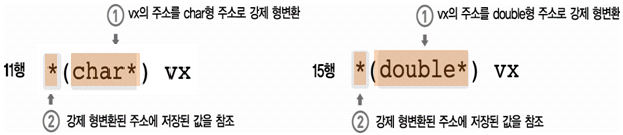 ① vx의 주소를 char형 주소로 강제 형변환
11행 *(char*) vx
② 강제 형변환된 주소에 저장된 값을 참조
① vx의 주소를 double형 주소로 강제 형변환
15행 *(double*) vx
② 강제 형변환된 주소에 저장된 값을 참조